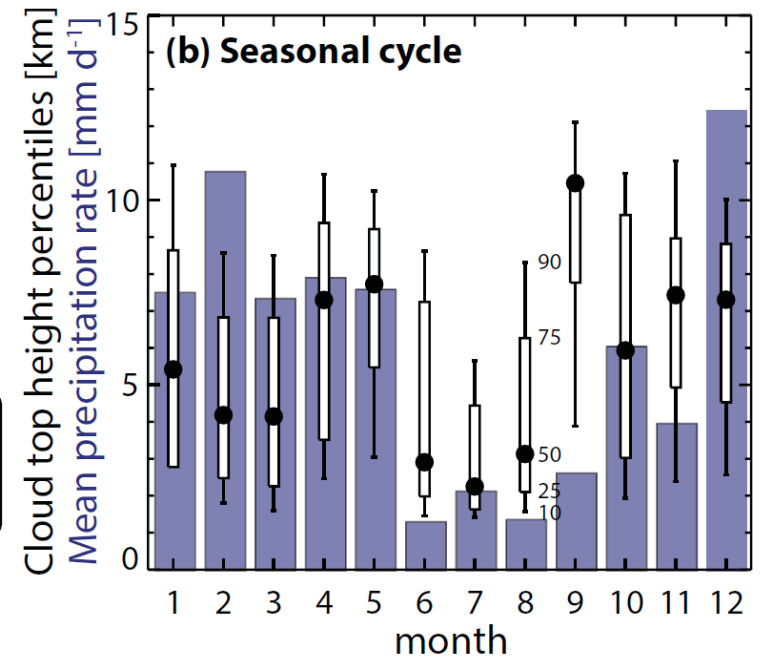 (b) Seasonal cycle
Cloud top height percentiles [km]
Mean precipitation rate [mm d-1]
15
10
5
0
90
75
50
25
10
1 2 3 4 5 6 7 8 9 10 11 12
month